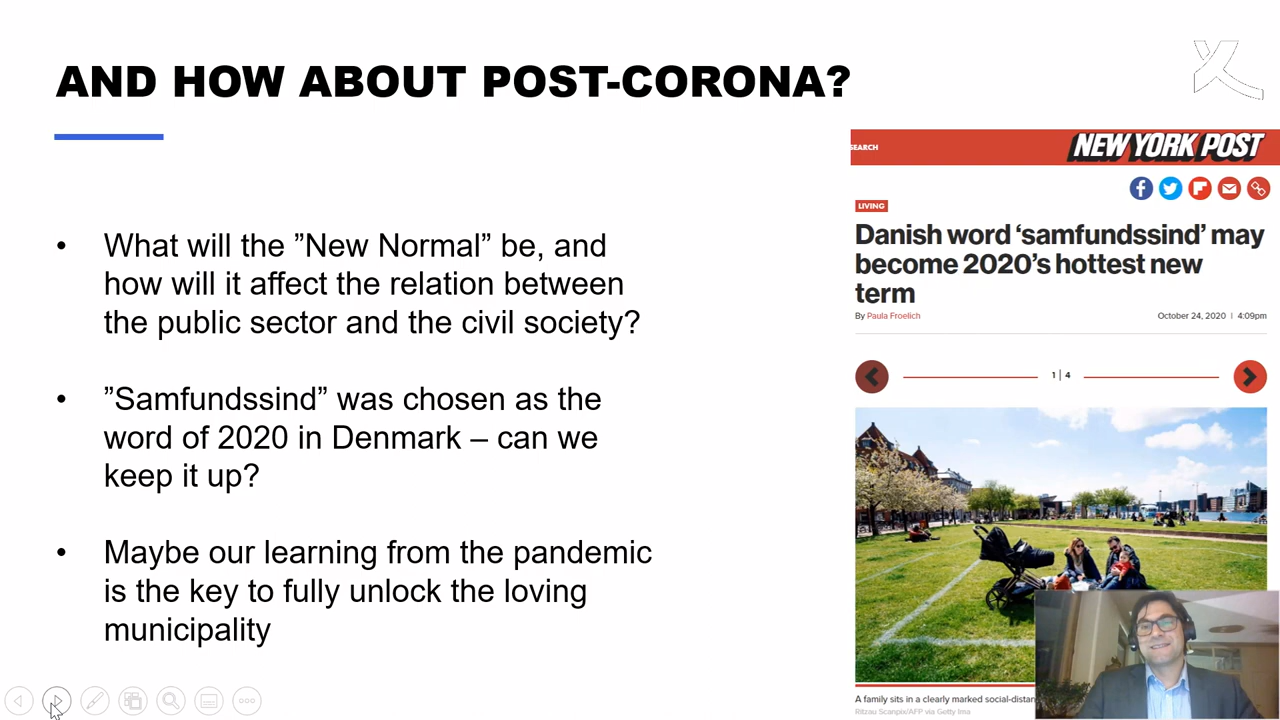 AND HOW ABOUT POST-CORONA?
• What will the ”New Normal” be, and
how will it affect the relation between
the public sector and the civil society?
• ”Samfundssind” was chosen as the
word of 2020 in Denmark – can we
keep it up?
• Maybe our learning from the pandemic
is the key to fully unlock the loving
municipality
SEARCH
NEW YORK POST
LIVING
Danish word ‘samfundssind’ may
become 2020’s hottest new
term
By Paula Froelich
October 24, 2020 | 4:09pm
1 | 4
A family sits in a clearly marked social-distan
Ritzau Scanpix/AFP via Getty Ima